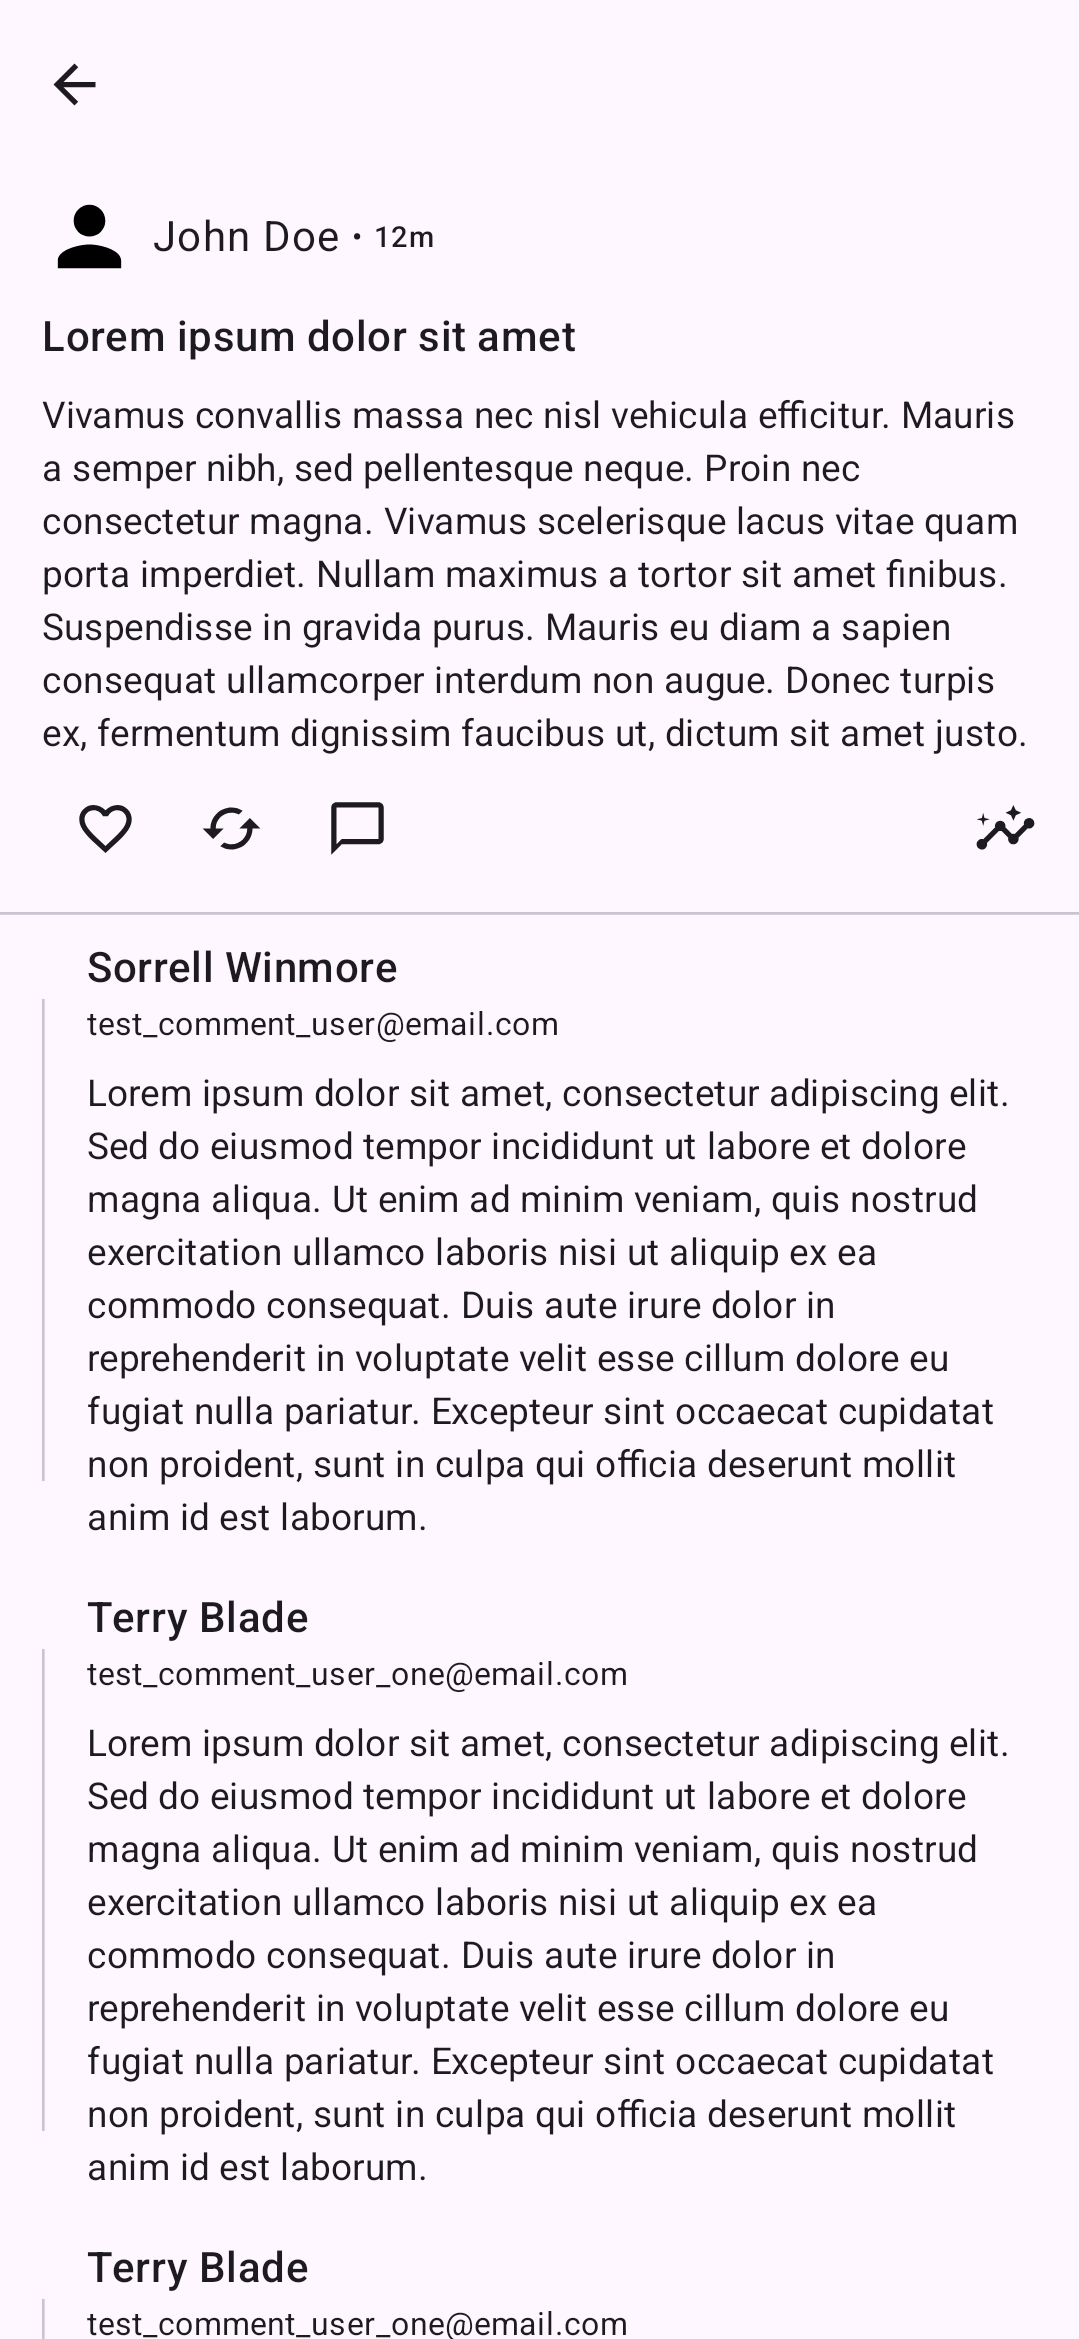 John Doe • 12m
Lorem ipsum dolor sit amet
Vivamus convallis massa nec nisl vehicula efficitur. Mauris
a semper nibh, sed pellentesque neque. Proin nec
consectetur magna. Vivamus scelerisque lacus vitae quam
porta imperdiet. Nullam maximus a tortor sit amet finibus.
Suspendisse in gravida purus. Mauris eu diam a sapien
consequat ullamcorper interdum non augue. Donec turpis
ex, fermentum dignissim faucibus ut, dictum sit amet justo.
Sorrell Winmore
test_comment_user@email.com
Lorem ipsum dolor sit amet, consectetur adipiscing elit.
Sed do eiusmod tempor incididunt ut labore et dolore
magna aliqua. Ut enim ad minim veniam, quis nostrud
exercitation ullamco laboris nisi ut aliquip ex ea
commodo consequat. Duis aute irure dolor in
reprehenderit in voluptate velit esse cillum dolore eu
fugiat nulla pariatur. Excepteur sint occaecat cupidatat
non proident, sunt in culpa qui officia deserunt mollit
anim id est laborum.
Terry Blade
test_comment_user_one@email.com
Lorem ipsum dolor sit amet, consectetur adipiscing elit.
Sed do eiusmod tempor incididunt ut labore et dolore
magna aliqua. Ut enim ad minim veniam, quis nostrud
exercitation ullamco laboris nisi ut aliquip ex ea
commodo consequat. Duis aute irure dolor in
reprehenderit in voluptate velit esse cillum dolore eu
fugiat nulla pariatur. Excepteur sint occaecat cupidatat
non proident, sunt in culpa qui officia deserunt mollit
anim id est laborum.
Terry Blade
test_comment_user_one@email.com